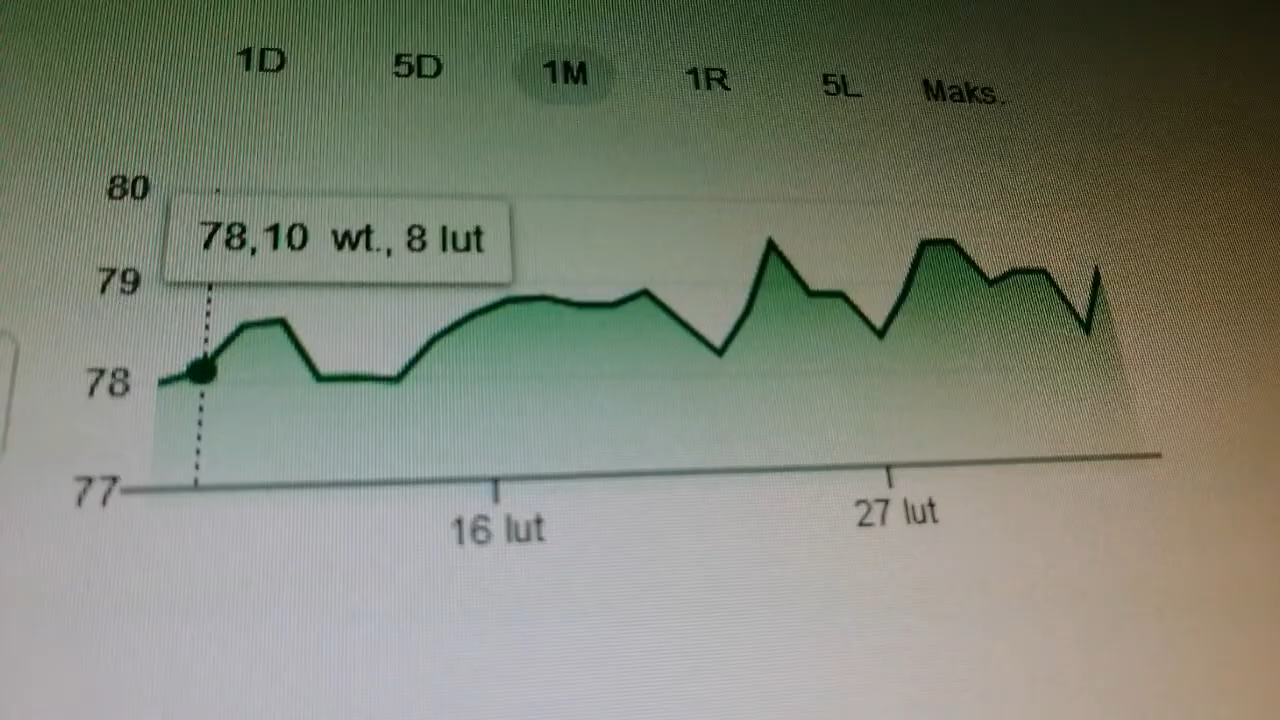 1D 5D 1M 1R 5L Maks.
80
78,10 wt., 8 lut
79
78
77
16 lut 27 lut